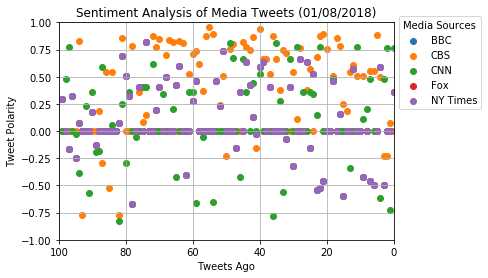 Sentiment Analysis of Media Tweets (01/08/2018)
Media Sources
BBC
CBS
CNN
Fox
NY Times
Tweet Polarity
1.00
0.75
0.50
0.25
0.00
−0.25
−0.50
−0.75
−1.00
100 80 60 40 20 0
Tweets Ago